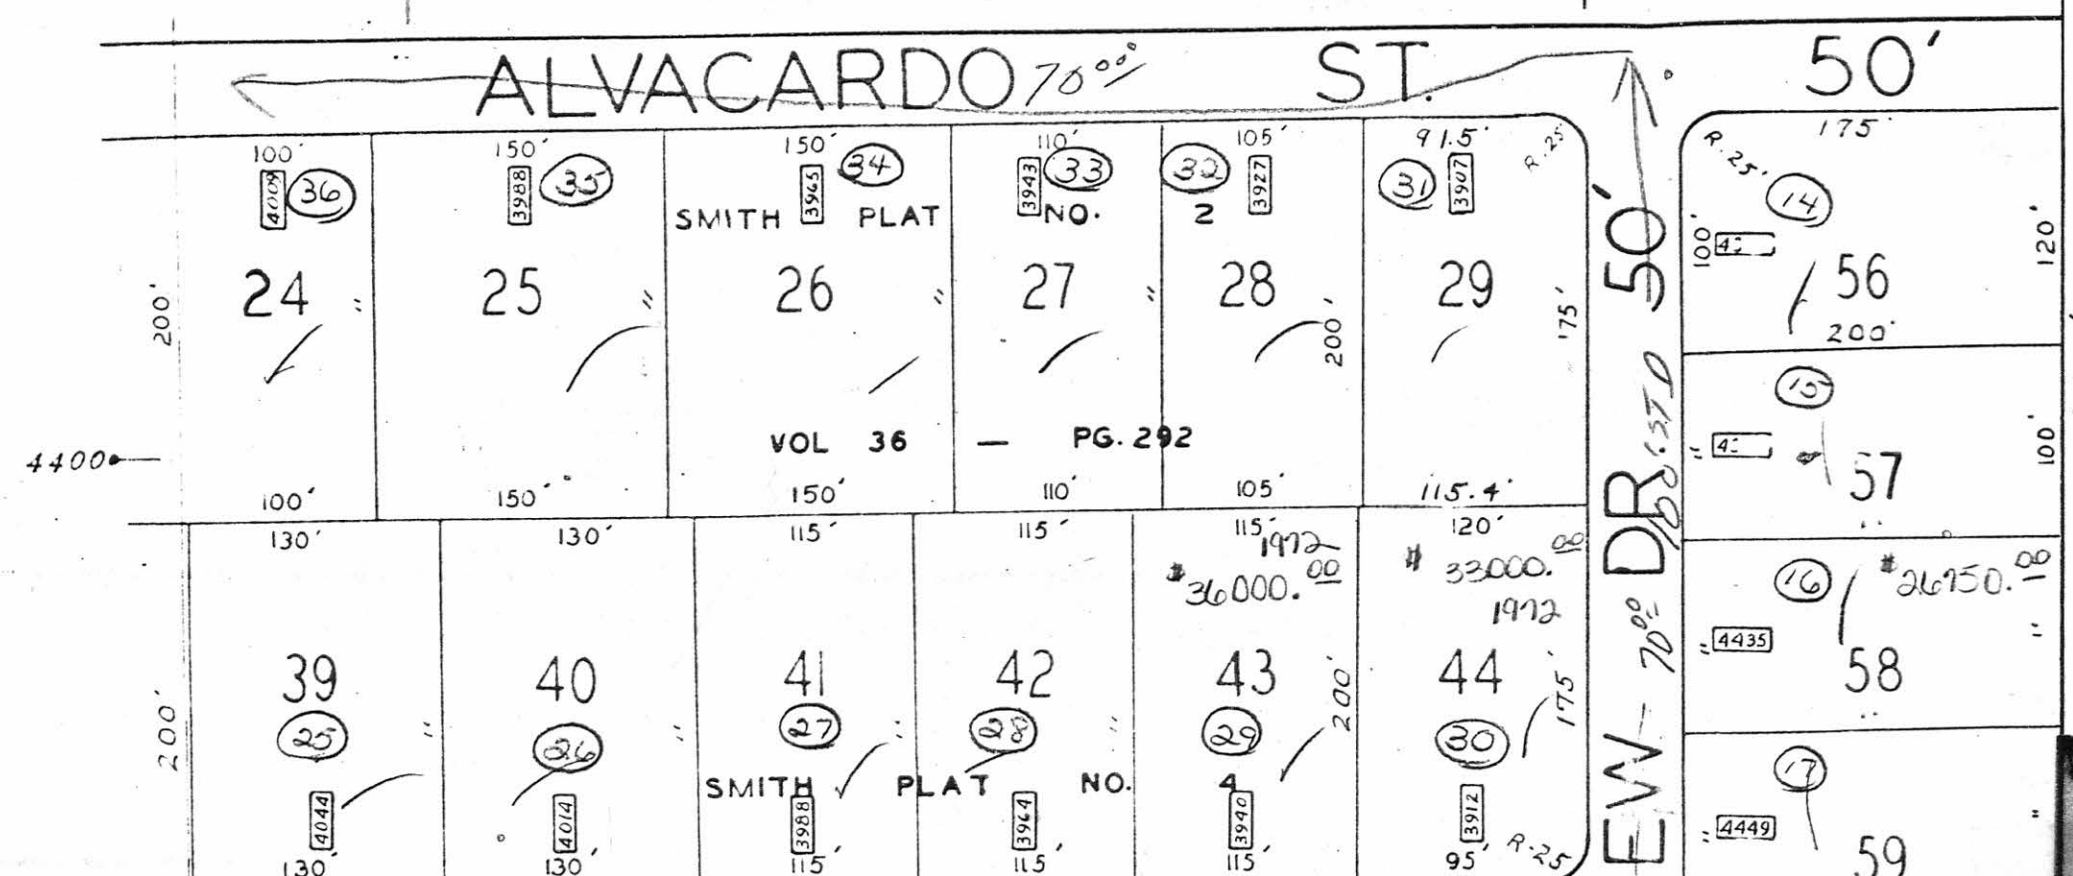 ALVACARDO 70⁰⁰ ST. 50'
100' 150' 150' 110' 105' 91.5' R.25' R.25' 175'
4009 36 3988 35 3965 34 3943 33 32 3927 31 3907 14
SMITH PLAT NO. 2
50' 100' 120'
24 " 25 " 26 " 27 " 28 29 56
200' 200' 175' 200'
15
VOL 36 — PG. 292
4400 DR 57 100'
100' 150' 150' 110' 105' 115.4'
130' 130' 115' 115' 115' 120'
1972 $36000.00 $33000.00 1972
16 $26950.00
4435 "
39 40 41 42 43 44 58
200' 200' 175'
25 " 26 " 27 " 28 " 29 30
EW 70⁰⁰ 17
SMITH PLAT NO. 4
4044 4014 3988 3964 3940 3912 4449 "
130' 130' 115' 115' 115' 95' R.25 59